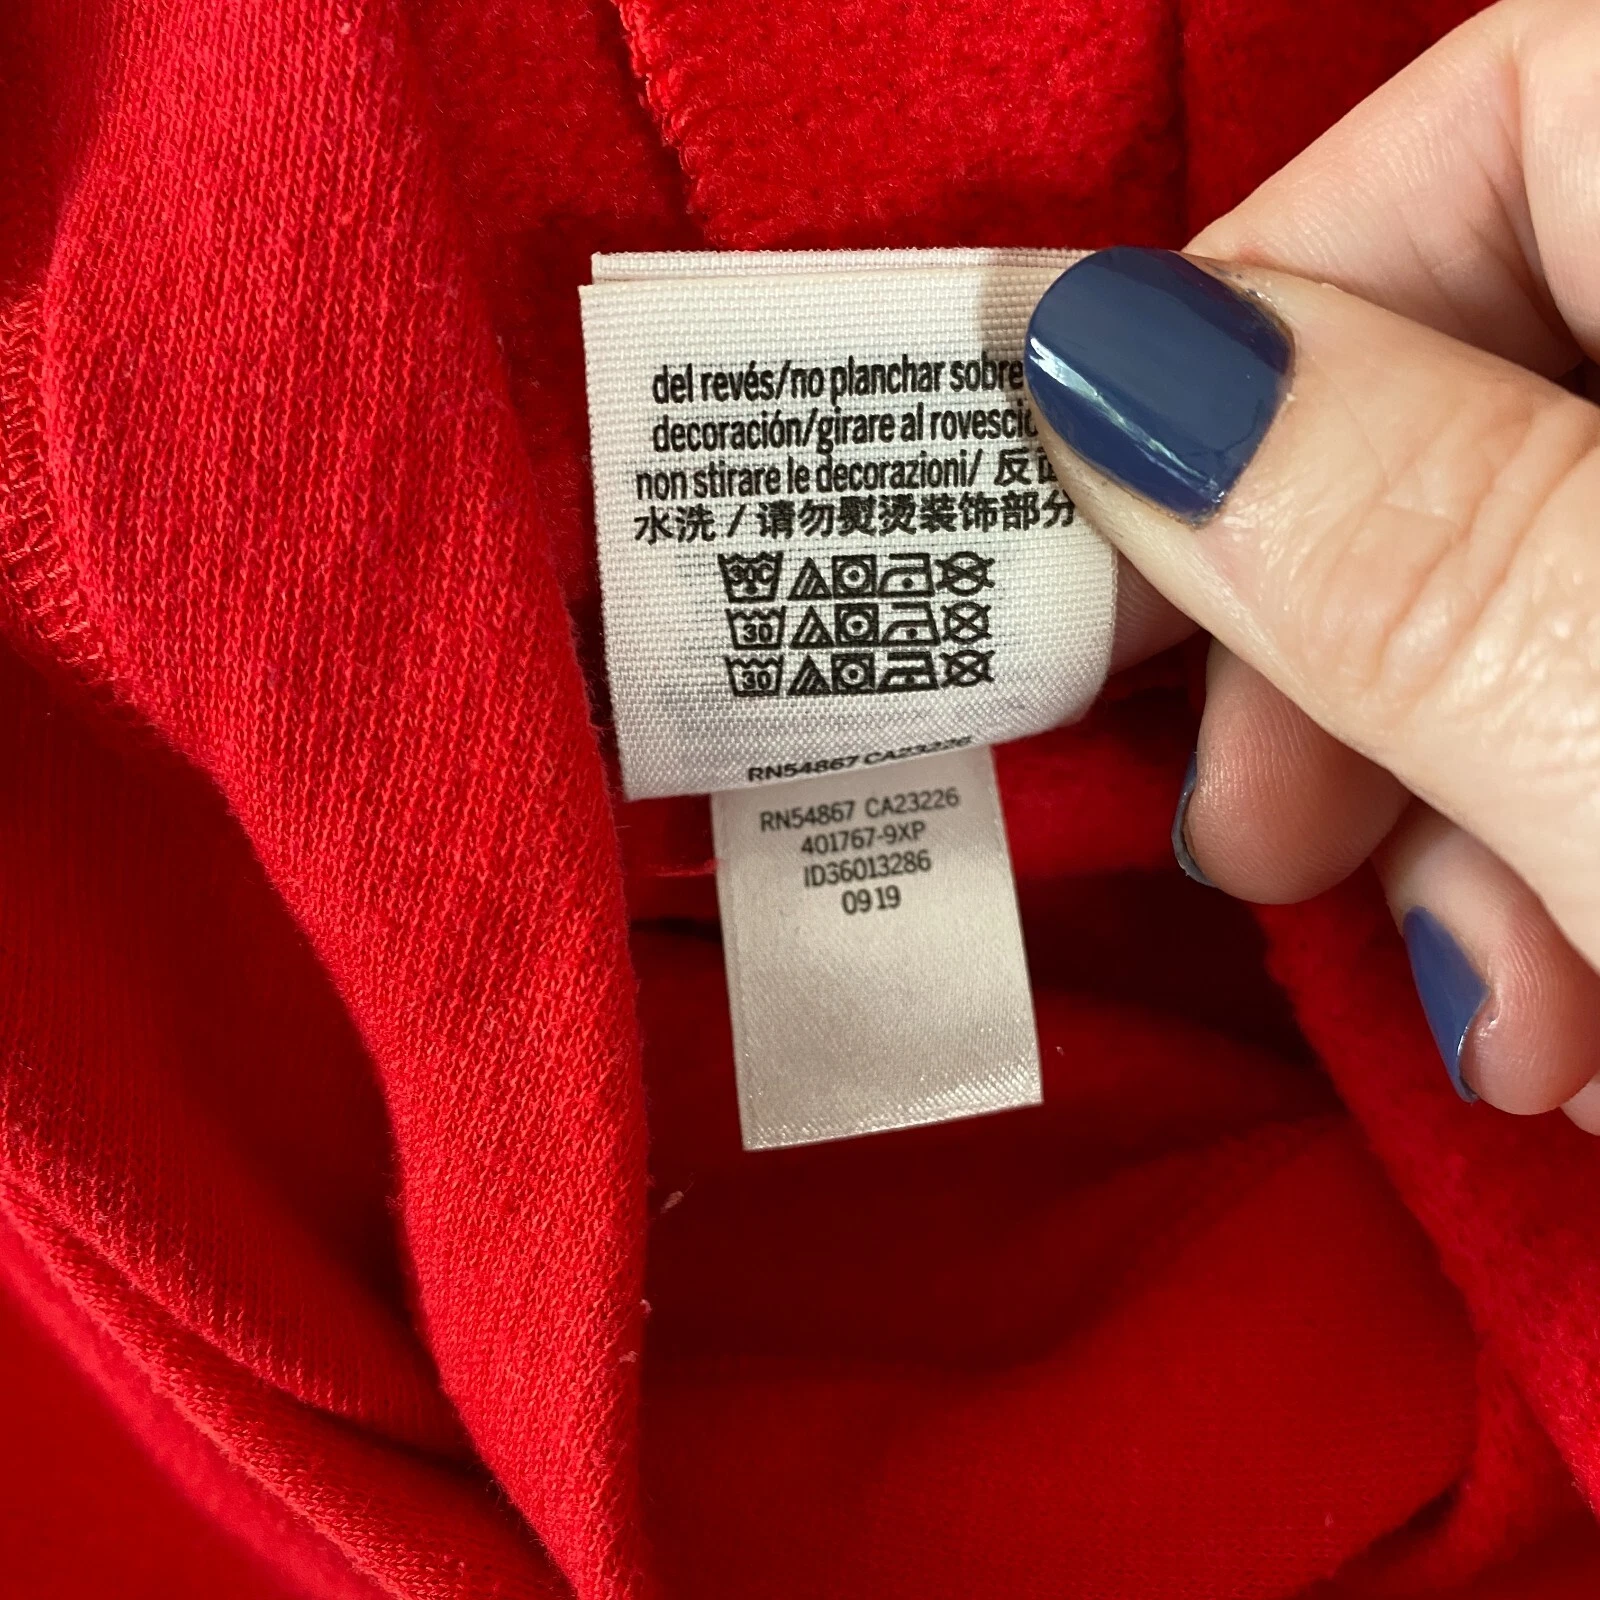 del revés/no planchar sobre
decoración/girare al rovescio
non stirare le decorazioni/ 反面
水洗 / 请勿熨烫装饰部分
30°C
30
30
RN54867 CA23226
RN54867 CA23226
401767-9XP
ID36013286
09 19